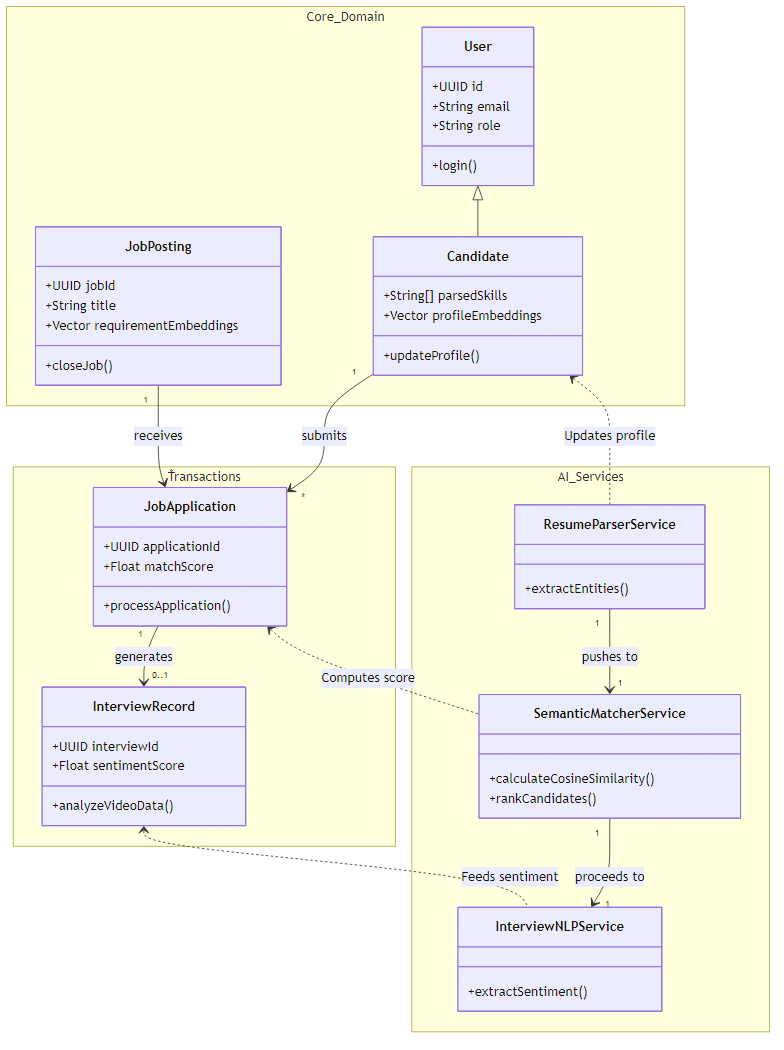 Core_Domain
User
+UUID id
+String email
+String role
+login()
JobPosting
+UUID jobId
+String title
+Vector requirementEmbeddings
+closeJob()
Candidate
+String[] parsedSkills
+Vector profileEmbeddings
+updateProfile()
1
1
receives
submits
Updates profile
*
*
Transactions
JobApplication
+UUID applicationId
+Float matchScore
+processApplication()
1
generates
0..1
Computes score
InterviewRecord
+UUID interviewId
+Float sentimentScore
+analyzeVideoData()
AI_Services
ResumeParserService
+extractEntities()
1
pushes to
1
SemanticMatcherService
+calculateCosineSimilarity()
+rankCandidates()
1
Feeds sentiment
proceeds to
1
InterviewNLPService
+extractSentiment()